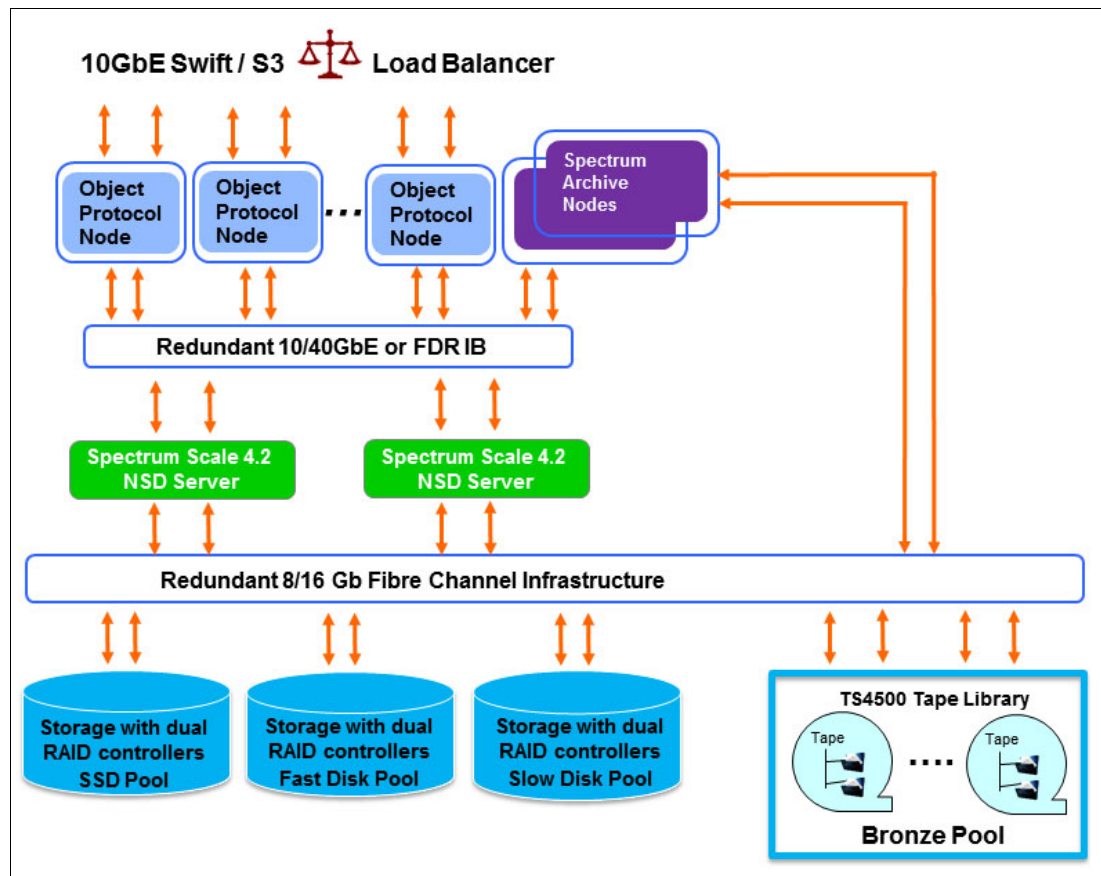 10GbE Swift / S3 Load Balancer
Object
Protocol
Node
Object
Protocol
Node
....
Object
Protocol
Node
Spectrum
Archive
Nodes
Redundant 10/40GbE or FDR IB
Spectrum Scale 4.2
NSD Server
Spectrum Scale 4.2
NSD Server
Redundant 8/16 Gb Fibre Channel Infrastructure
Storage with dual
RAID controllers
SSD Pool
Storage with dual
RAID controllers
Fast Disk Pool
Storage with dual
RAID controllers
Slow Disk Pool
TS4500 Tape Library
Tape
....
Tape
Bronze Pool